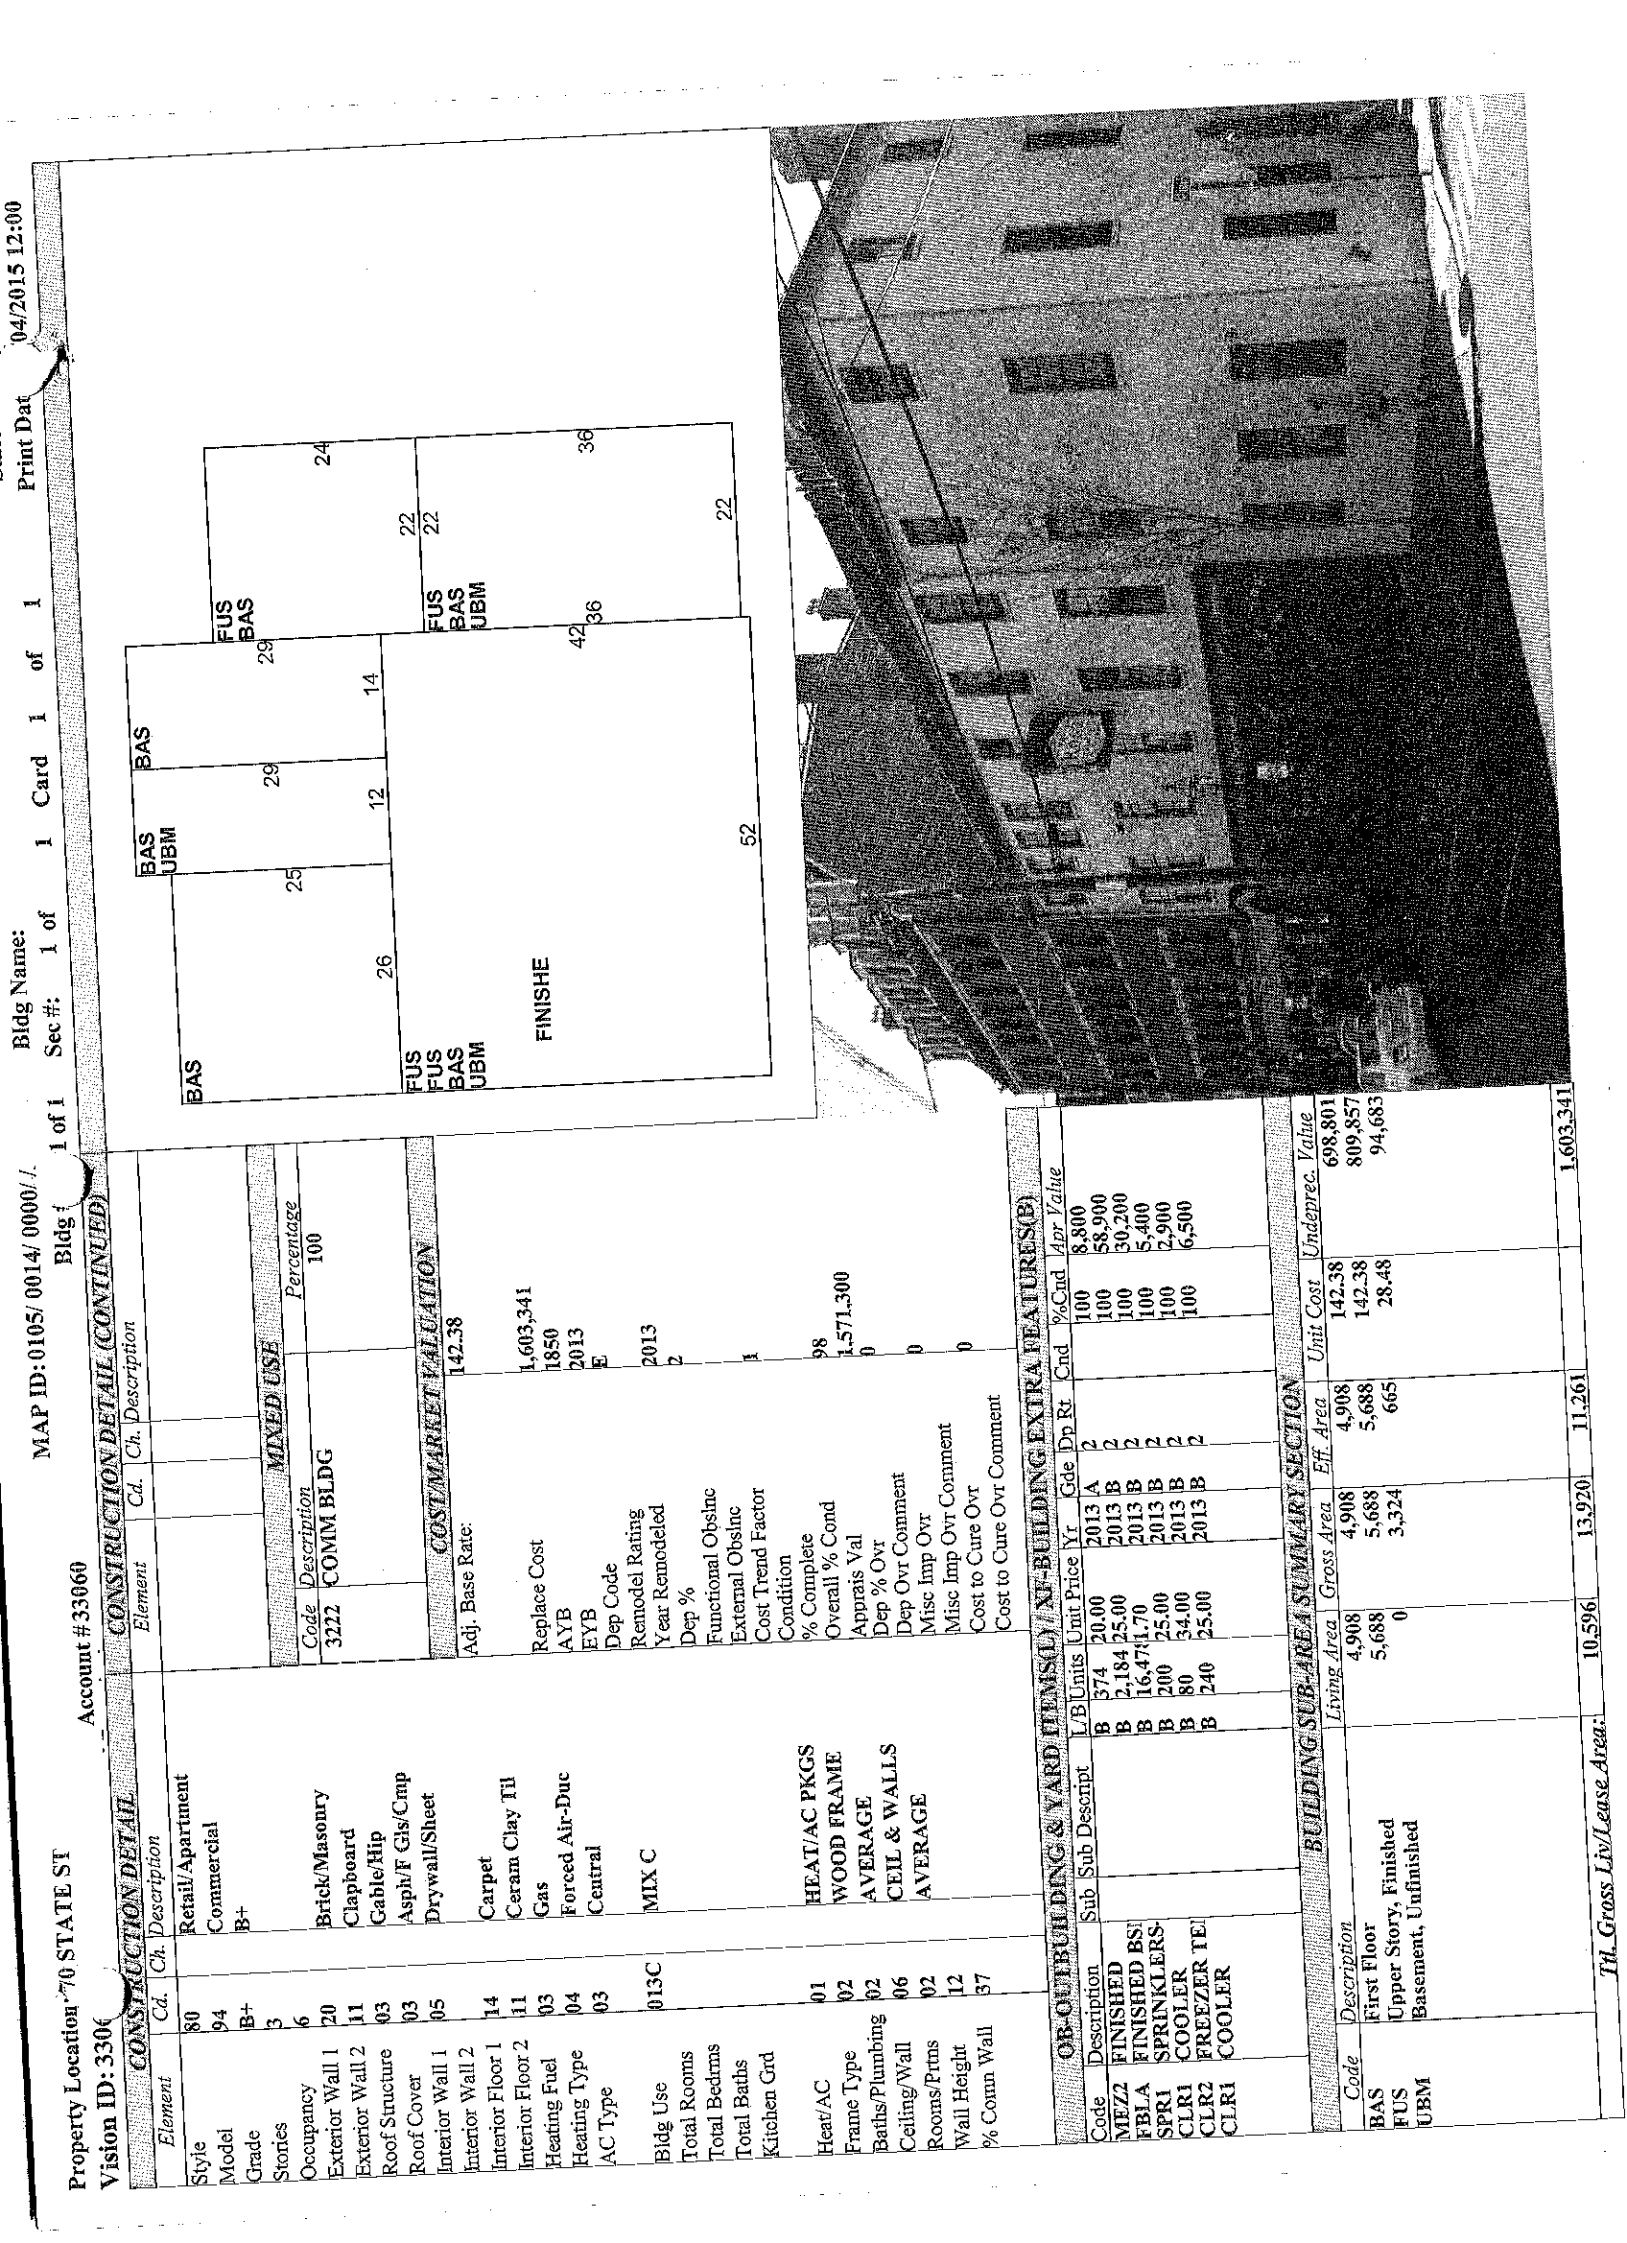 Property Location 70 STATE ST
MAP ID: 0105/ 0014/ 0000/ /
Bldg Name:
Vision ID: 3306
Account #33060
Bldg
1 of 1
Sec #: 1 of 1 Card 1 of 1
Print Dat
04/2015 12:00
CONSTRUCTION DETAIL
Element Cd. Ch. Description
Style 80 Retail/Apartment
Model 94 Commercial
Grade B+ B+
Stories 3
Occupancy 6
Exterior Wall 1 20 Brick/Masonry
Exterior Wall 2 11 Clapboard
Roof Structure 03 Gable/Hip
Roof Cover 03 Asph/F Gls/Cmp
Interior Wall 1 05 Drywall/Sheet
Interior Wall 2
Interior Floor 1 14 Carpet
Interior Floor 2 11 Ceram Clay Til
Heating Fuel 03 Gas
Heating Type 04 Forced Air-Duc
AC Type 03 Central
Bldg Use 013C MIX C
Total Rooms
Total Bedrms
Total Baths
Kitchen Grd
Heat/AC 01 HEAT/AC PKGS
Frame Type 02 WOOD FRAME
Baths/Plumbing 02 AVERAGE
Ceiling/Wall 06 CEIL & WALLS
Rooms/Prtns 02 AVERAGE
Wall Height 12
% Comn Wall 37
CONSTRUCTION DETAIL (CONTINUED)
Element Cd. Ch. Description
MIXED USE
Code Description Percentage
3222 COMM BLDG 100
COST/MARKET VALUATION
Adj. Base Rate: 142.38
Replace Cost 1,603,341
AYB 1850
EYB 2013
Dep Code E
Remodel Rating
Year Remodeled 2013
Dep % 2
Functional Obslnc
External Obslnc
Cost Trend Factor 1
Condition
% Complete
Overall % Cond 98
Apprais Val 1,571,300
Dep % Ovr 0
Dep Ovr Comment
Misc Imp Ovr 0
Misc Imp Ovr Comment
Cost to Cure Ovr 0
Cost to Cure Ovr Comment
BAS
25
26
BAS
UBM
29
12
BAS
29
14
FUS
BAS
24
22
FUS
BAS
UBM
22
36
22
FUS
FUS
BAS
UBM
FINISHE
42
36
52
OB-OUTBUILDING & YARD ITEMS(L) / XF-BUILDING EXTRA FEATURES(B)
Code Description Sub Sub Descript L/B Units Unit Price Yr Gde Dp Rt Cnd %Cnd Apr Value
MEZ2 FINISHED B 374 20.00 2013 A 2 100 8,800
FBLA FINISHED BSM B 2,184 25.00 2013 B 2 100 58,900
SPR1 SPRINKLERS- B 16,478 1.70 2013 B 2 100 30,200
CLR1 COOLER B 200 25.00 2013 B 2 100 5,400
CLR2 FREEZER TE B 80 34.00 2013 B 2 100 2,900
CLR1 COOLER B 240 25.00 2013 B 2 100 6,500
BUILDING SUB-AREA SUMMARY SECTION
Code Description Living Area Gross Area Eff. Area Unit Cost Undeprec. Value
BAS First Floor 4,908 4,908 4,908 142.38 698,801
FUS Upper Story, Finished 5,688 5,688 5,688 142.38 809,857
UBM Basement, Unfinished 0 3,324 665 28.48 94,683
Ttl. Gross Liv/Lease Area: 10,596 13,920 11,261 1,603,341